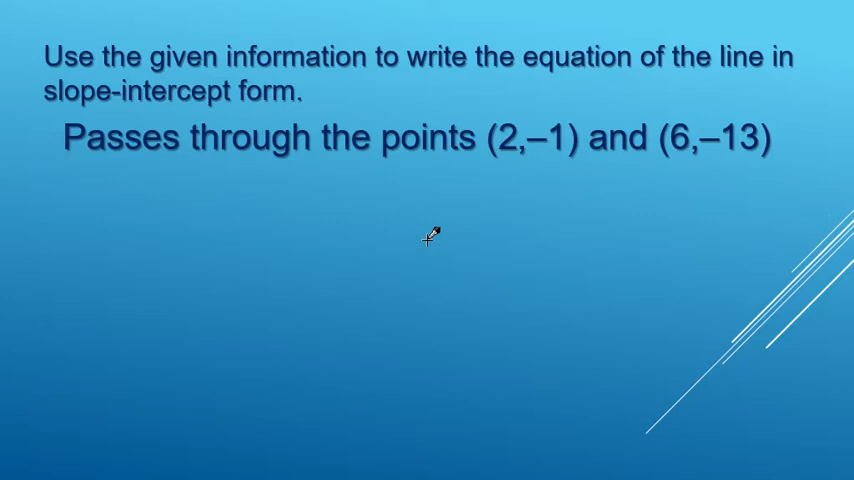 Use the given information to write the equation of the line in
slope-intercept form.
Passes through the points (2,–1) and (6,–13)